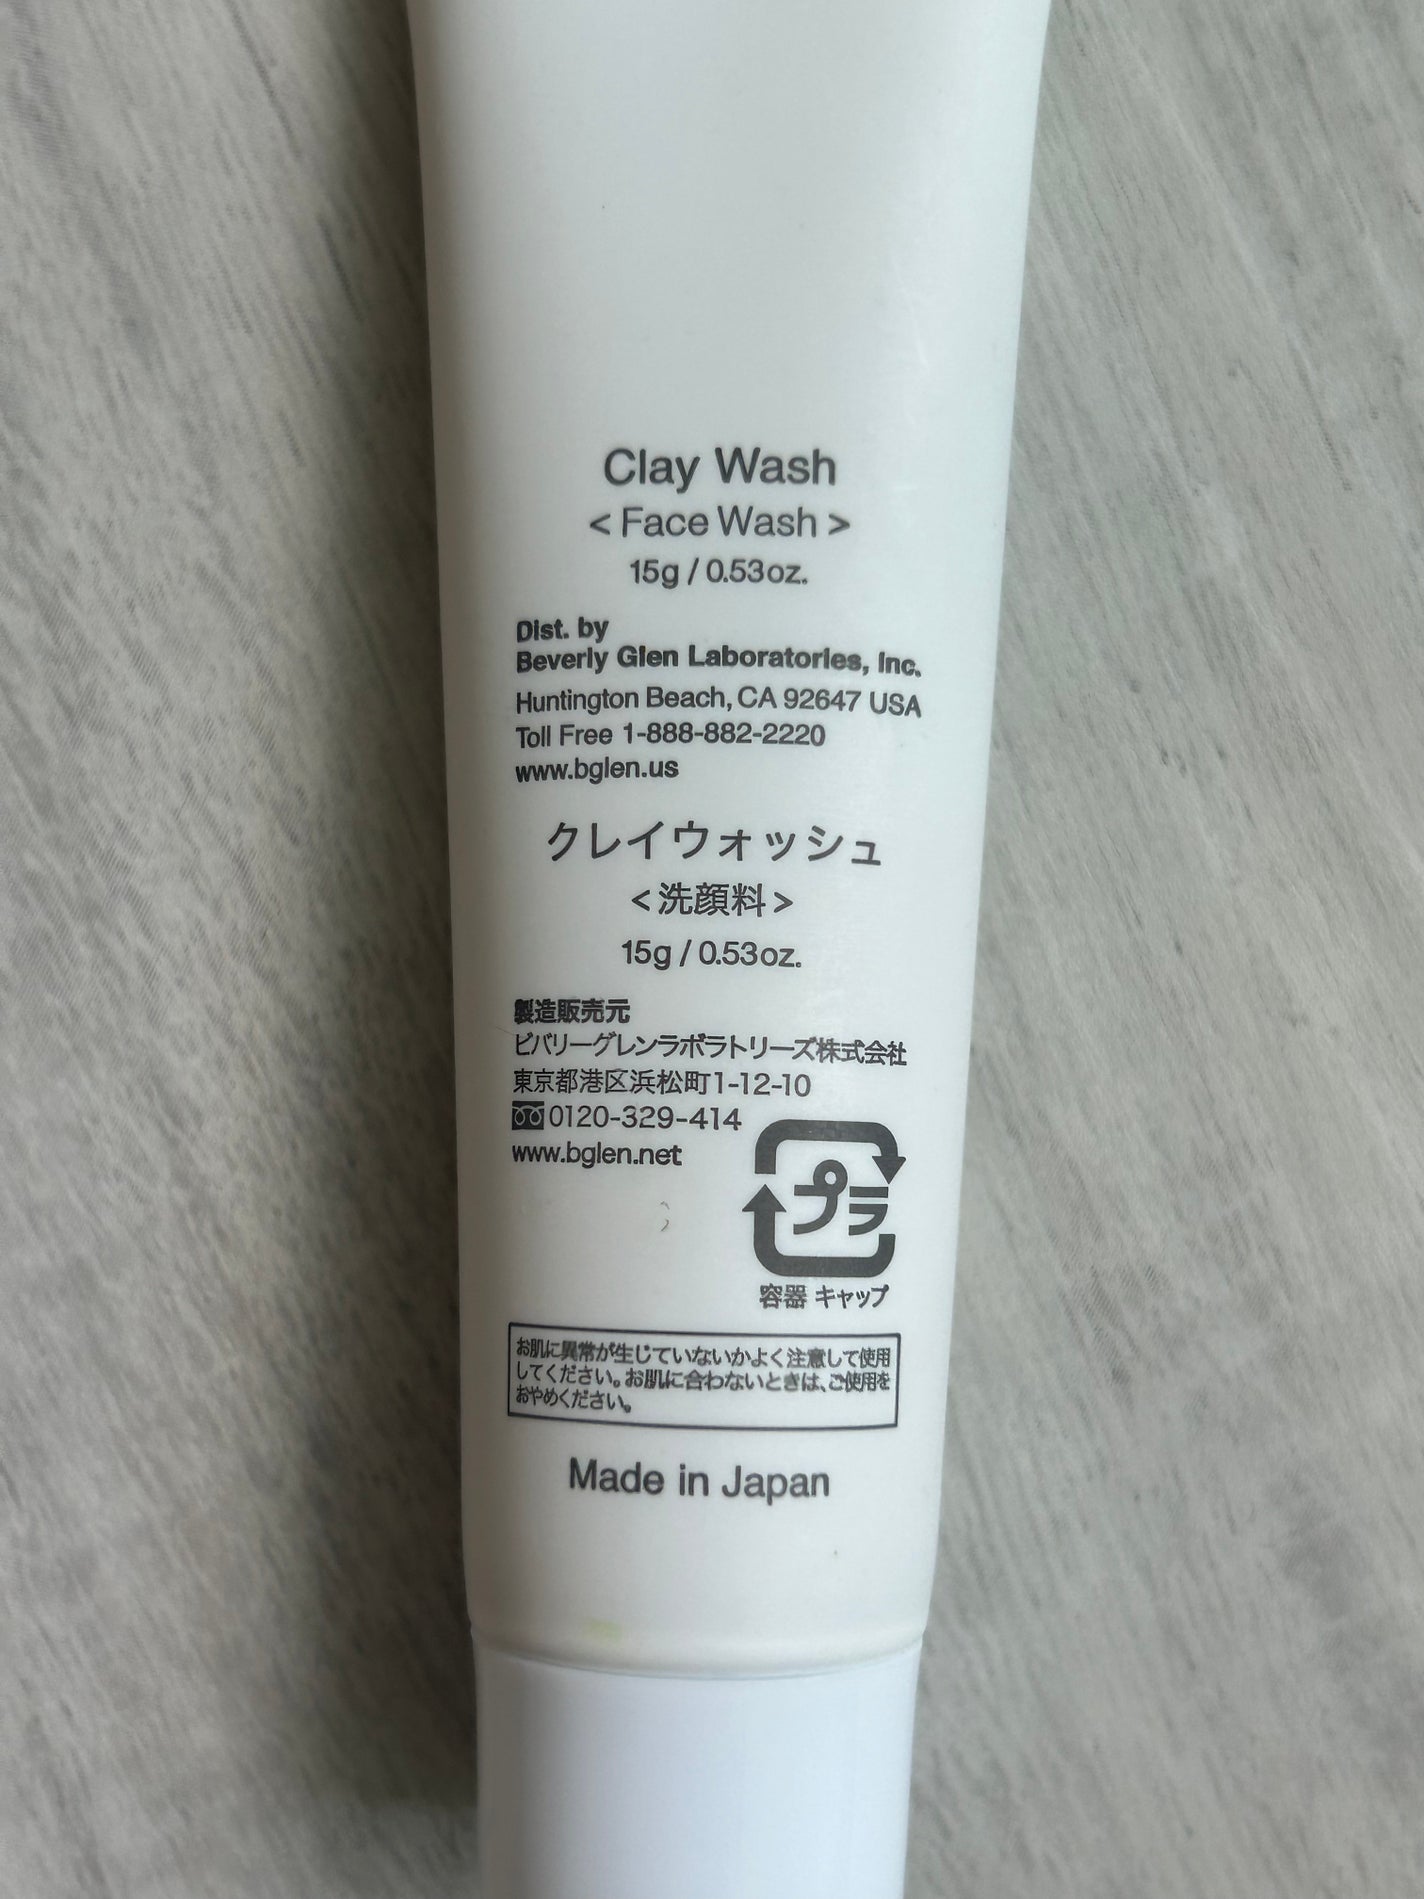 Clay Wash
< Face Wash >
15g / 0.53oz.
Dist. by
Beverly Glen Laboratories, Inc.
Huntington Beach, CA 92647 USA
Toll Free 1-888-882-2220
www.bglen.us
クレイウォッシュ
<洗顔料>
15g / 0.53oz.
製造販売元
ビバリーグレンラボラトリーズ株式会社
東京都港区浜松町1-12-10
0120-329-414
www.bglen.net
プラ
容器 キャップ
お肌に異常が生じていないかよく注意して使用
してください。お肌に合わないときは、ご使用を
おやめください。
Made in Japan